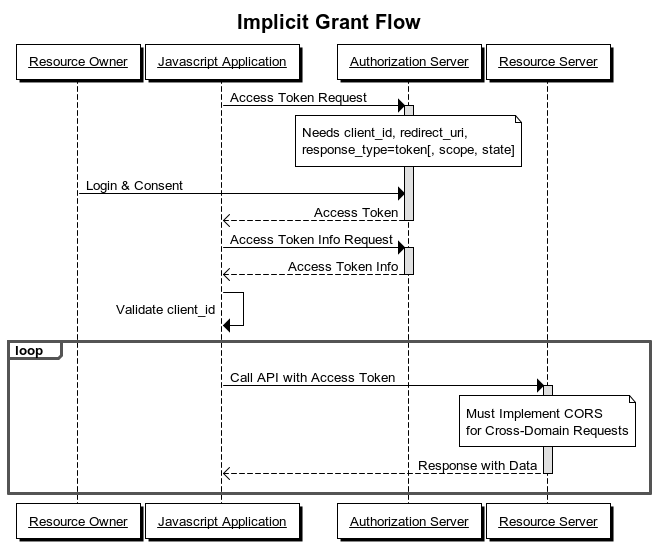 Implicit Grant Flow
Resource Owner
Javascript Application
Authorization Server
Resource Server
Access Token Request
Needs client_id, redirect_uri,
response_type=token[, scope, state]
Login & Consent
Access Token
Access Token Info Request
Access Token Info
Validate client_id
loop
Call API with Access Token
Must Implement CORS
for Cross-Domain Requests
Response with Data
Resource Owner
Javascript Application
Authorization Server
Resource Server